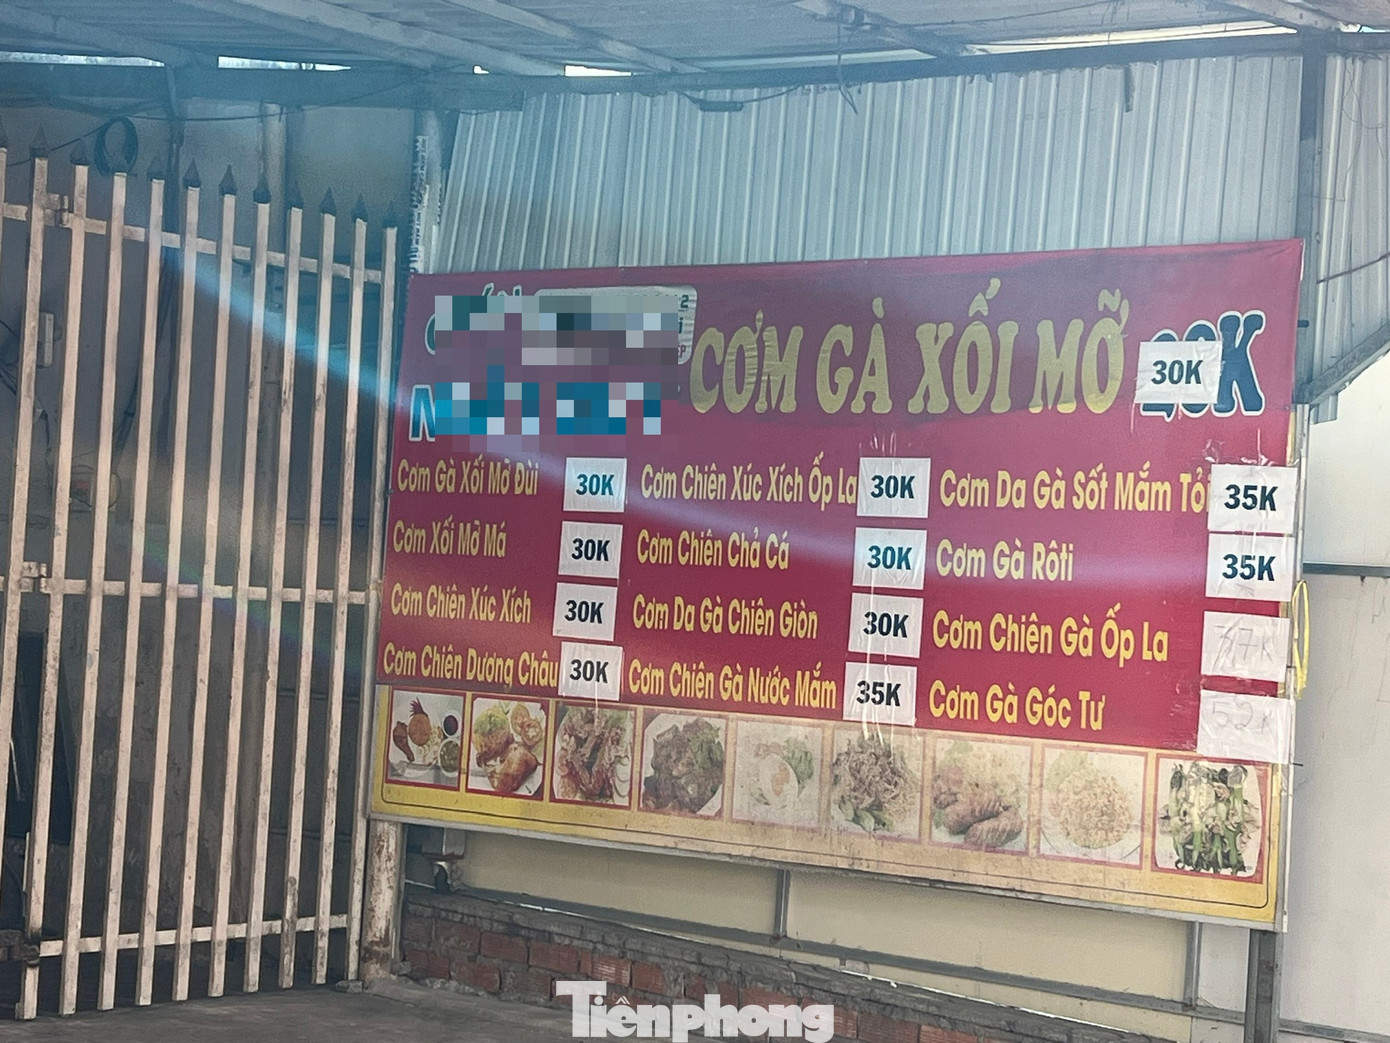 CƠM GÀ XỐI MỠ 30K
Cơm Gà Xối Mỡ Đùi 30K
Cơm Xối Mỡ Má 30K
Cơm Chiên Xúc Xích 30K
Cơm Chiên Dương Châu 30K
Cơm Chiên Xúc Xích Ốp La 30K
Cơm Chiên Chả Cá 30K
Cơm Da Gà Chiên Giòn 30K
Cơm Chiên Gà Nước Mắm 35K
Cơm Da Gà Sốt Mắm Tỏi 35K
Cơm Gà Rôti 35K
Cơm Chiên Gà Ốp La
Cơm Gà Góc Tư 52K
Tiênphong